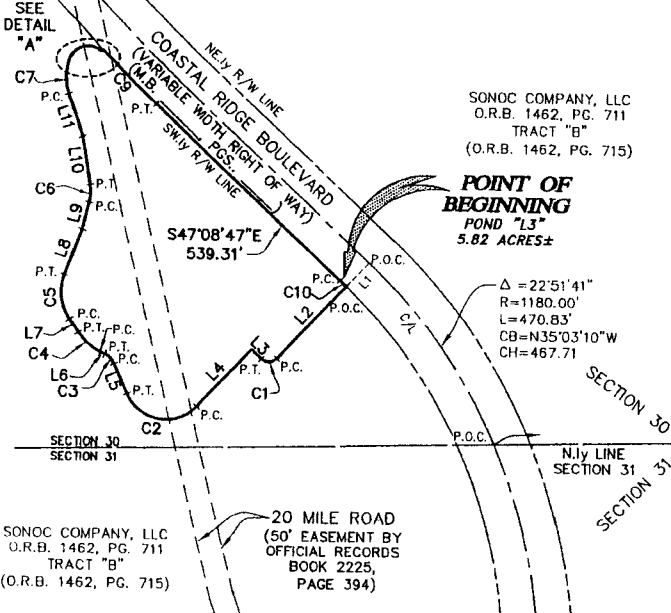 SEE
DETAIL
"A"
NE.ly R/W LINE
COASTAL RIDGE BOULEVARD
(VARIABLE WIDTH RIGHT OF WAY)
(M.B. PGS. )
SW.ly R/W LINE
C7
C9
P.C.
P.T.
L11
L10
C6
P.T.
P.C.
L9
L8
P.T.
C5
SONOC COMPANY, LLC
O.R.B. 1462, PG. 711
TRACT "B"
(O.R.B. 1462, PG. 715)
POINT OF
BEGINNING
POND "L3"
5.82 ACRES±
S47°08'47"E
539.31'
P.C.
P.O.C.
C10
L1
P.O.C.
L2
C/L
Δ =22°51'41"
R=1180.00'
L=470.83'
CB=N35°03'10"W
CH=467.71
L7
P.C.
P.T.
P.C.
C4
P.T.
L6
P.C.
C3
L5
P.T.
C2
L4
L3
P.T.
P.C.
C1
P.C.
SECTION 30
SECTION 31
P.O.C.
N.ly LINE
SECTION 31
SECTION 30
SECTION 31
SONOC COMPANY, LLC
O.R.B. 1462, PG. 711
TRACT "B"
(O.R.B. 1462, PG. 715)
20 MILE ROAD
(50' EASEMENT BY
OFFICIAL RECORDS
BOOK 2225,
PAGE 394)